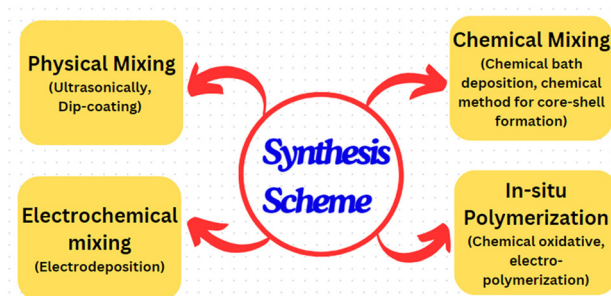 Physical Mixing
(Ultrasonically,
Dip-coating)
Chemical Mixing
(Chemical bath
deposition, chemical
method for core-shell
formation)
Synthesis
Scheme
Electrochemical
mixing
(Electrodeposition)
In-situ
Polymerization
(Chemical oxidative,
electro-
polymerization)